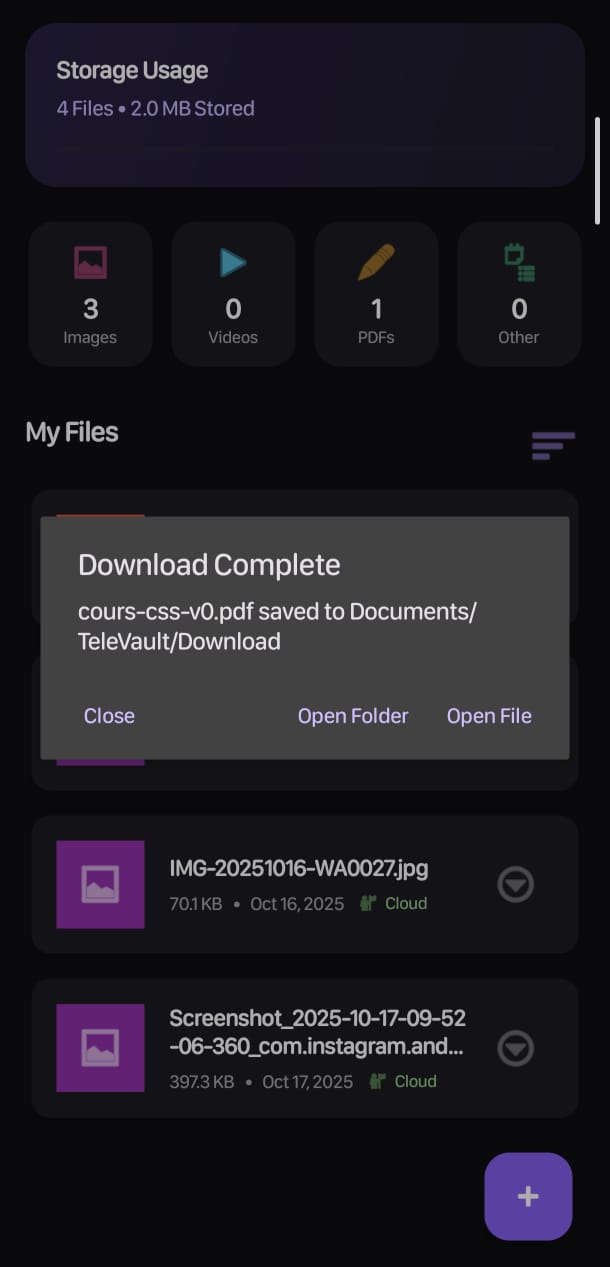 Storage Usage
4 Files • 2.0 MB Stored
3
Images
0
Videos
1
PDFs
0
Other
My Files
Download Complete
cours-css-v0.pdf saved to Documents/
TeleVault/Download
Close
Open Folder
Open File
IMG-20251016-WA0027.jpg
70.1 KB • Oct 16, 2025 Cloud
Screenshot_2025-10-17-09-52
-06-360_com.instagram.and...
397.3 KB • Oct 17, 2025 Cloud
+